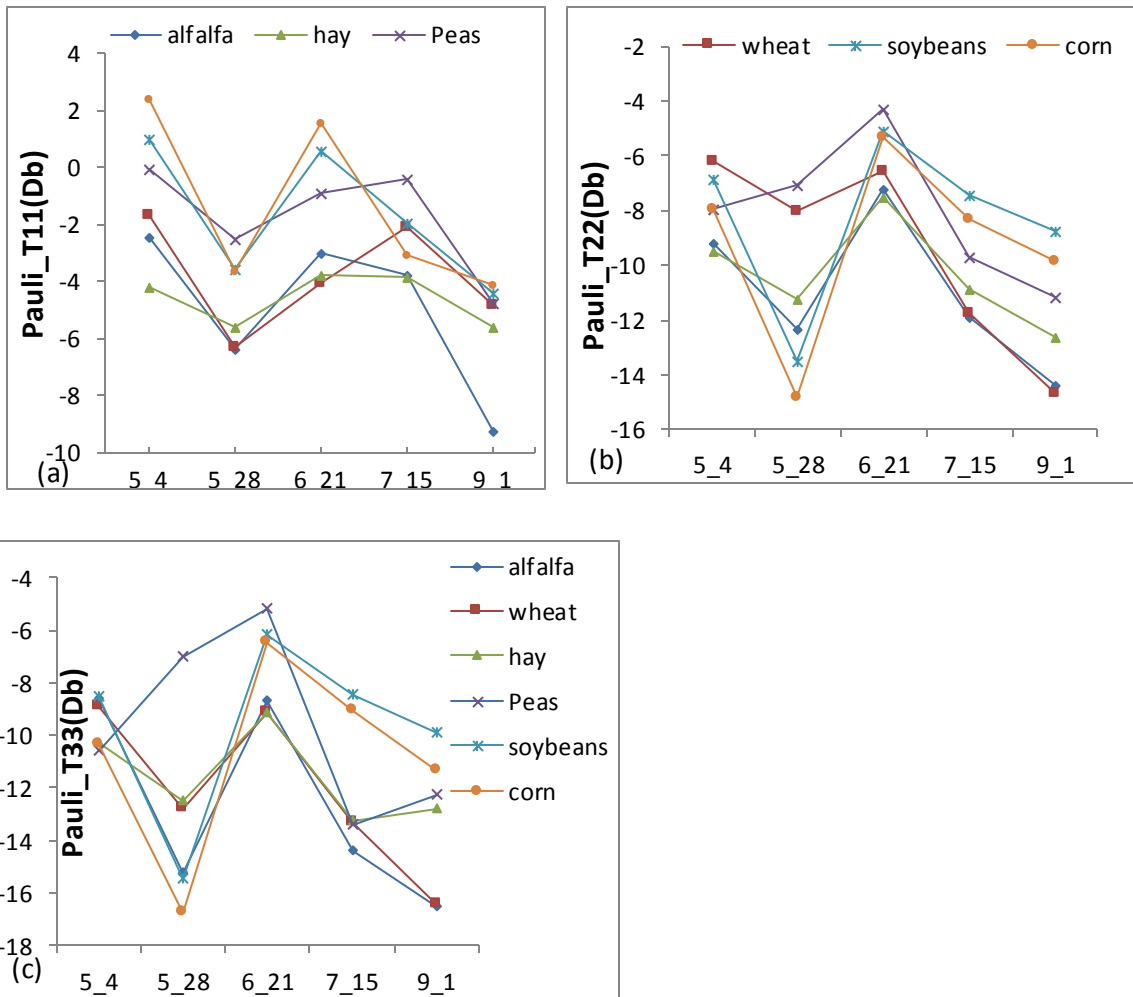 alfalfa hay Peas
4
2
0
-2
-4
-6
-8
-10
Pauli_T11(Db)
(a)
5_4 5_28 6_21 7_15 9_1
wheat soybeans corn
-2
-4
-6
-8
-10
-12
-14
-16
Pauli_T22(Db)
(b)
5_4 5_28 6_21 7_15 9_1
alfalfa
wheat
hay
Peas
soybeans
corn
-4
-6
-8
-10
-12
-14
-16
-18
Pauli_T33(Db)
(c)
5_4 5_28 6_21 7_15 9_1